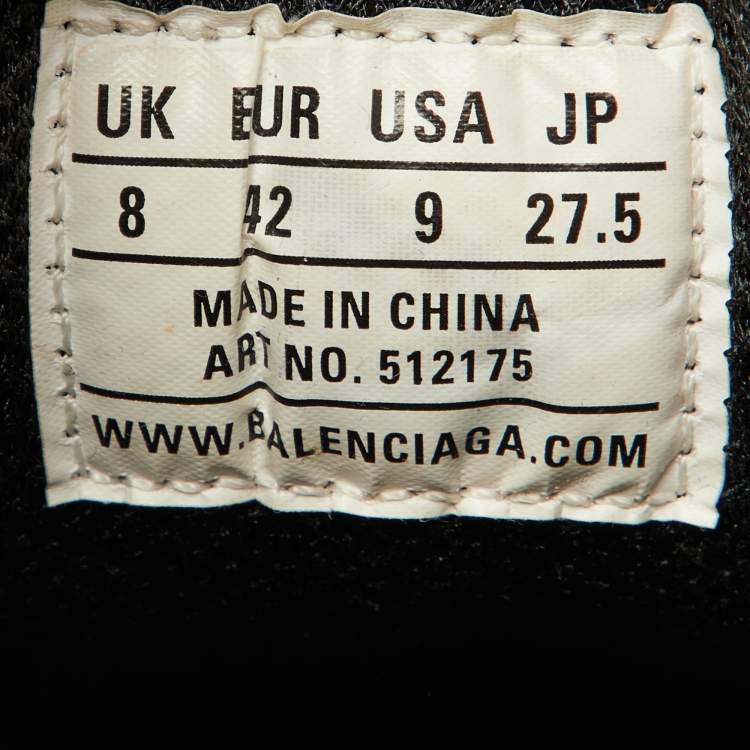 UK EUR USA JP
8 42 9 27.5
MADE IN CHINA
ART NO. 512175
WWW.BALENCIAGA.COM